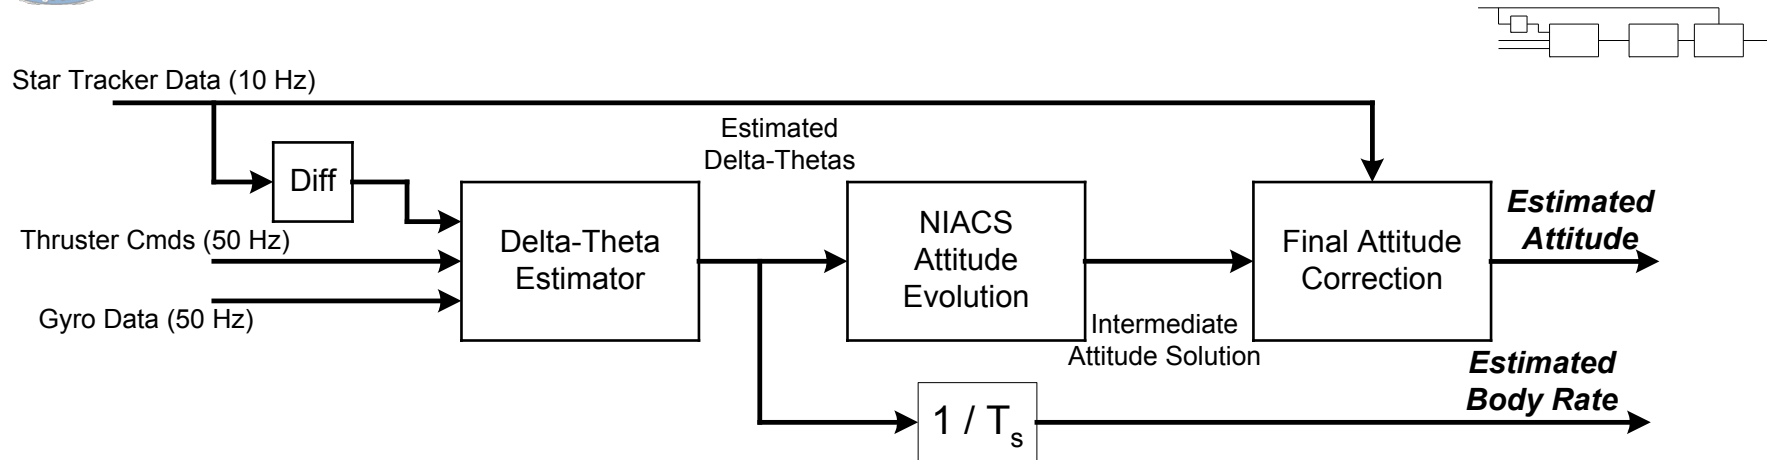 Star Tracker Data (10 Hz)
Estimated
Delta-Thetas
Diff
Thruster Cmds (50 Hz)
Gyro Data (50 Hz)
Delta-Theta
Estimator
NIACS
Attitude
Evolution
Intermediate
Attitude Solution
Final Attitude
Correction
Estimated
Attitude
Estimated
Body Rate
1 / Ts